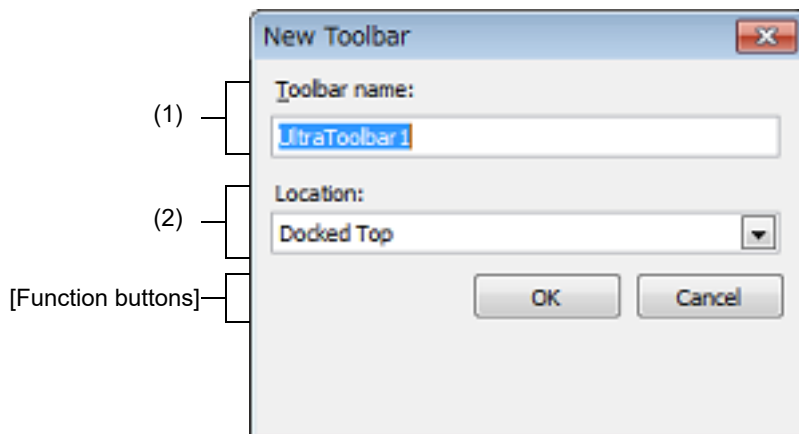 New Toolbar
(1)
Toolbar name:
UltraToolbar1
(2)
Location:
Docked Top
[Function buttons]
OK Cancel